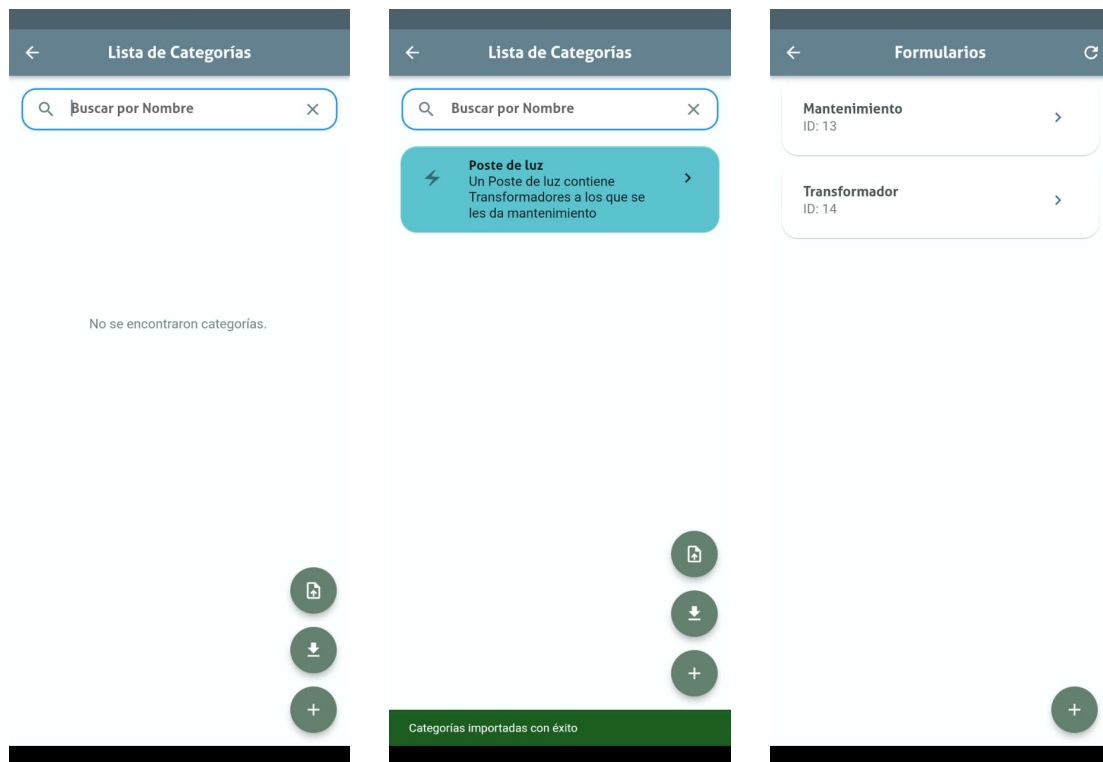 Lista de Categorías
Buscar por Nombre
No se encontraron categorías.
Lista de Categorías
Buscar por Nombre
Poste de luz
Un Poste de luz contiene
Transformadores a los que se
les da mantenimiento
Categorías importadas con éxito
Formularios
Mantenimiento
ID: 13
Transformador
ID: 14